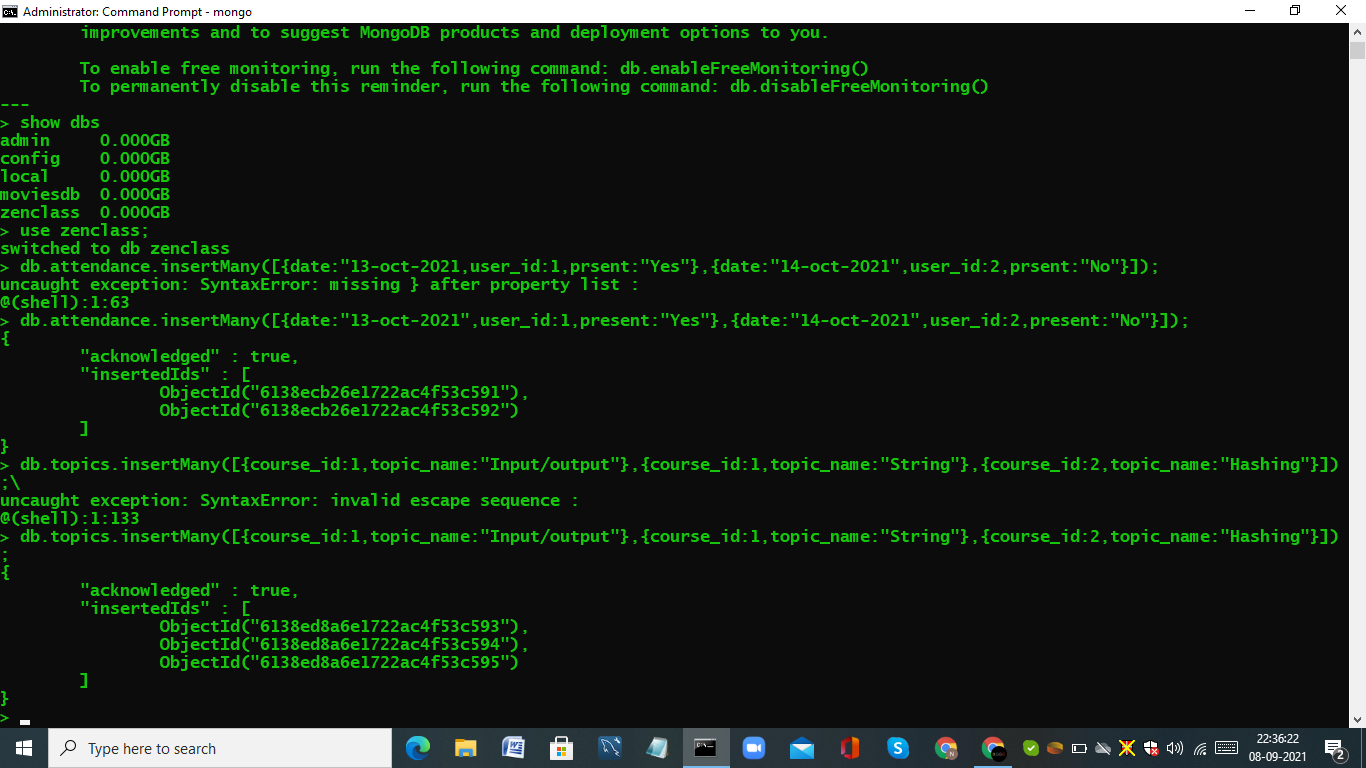 Administrator: Command Prompt - mongo
improvements and to suggest MongoDB products and deployment options to you.
To enable free monitoring, run the following command: db.enableFreeMonitoring()
To permanently disable this reminder, run the following command: db.disableFreeMonitoring()
---
> show dbs
admin     0.000GB
config    0.000GB
local     0.000GB
moviesdb  0.000GB
zenclass  0.000GB
> use zenclass;
switched to db zenclass
> db.attendance.insertMany([{date:"13-oct-2021,user_id:1,prsent:"Yes"},{date:"14-oct-2021",user_id:2,prsent:"No"}]);
uncaught exception: SyntaxError: missing } after property list :
@(shell):1:63
> db.attendance.insertMany([{date:"13-oct-2021",user_id:1,present:"Yes"},{date:"14-oct-2021",user_id:2,present:"No"}]);
{
        "acknowledged" : true,
        "insertedIds" : [
                ObjectId("6138ecb26e1722ac4f53c591"),
                ObjectId("6138ecb26e1722ac4f53c592")
        ]
}
> db.topics.insertMany([{course_id:1,topic_name:"Input/output"},{course_id:1,topic_name:"String"},{course_id:2,topic_name:"Hashing"}])
;\
uncaught exception: SyntaxError: invalid escape sequence :
@(shell):1:133
> db.topics.insertMany([{course_id:1,topic_name:"Input/output"},{course_id:1,topic_name:"String"},{course_id:2,topic_name:"Hashing"}])
;
{
        "acknowledged" : true,
        "insertedIds" : [
                ObjectId("6138ed8a6e1722ac4f53c593"),
                ObjectId("6138ed8a6e1722ac4f53c594"),
                ObjectId("6138ed8a6e1722ac4f53c595")
        ]
}
>
Type here to search
22:36:22
08-09-2021
2